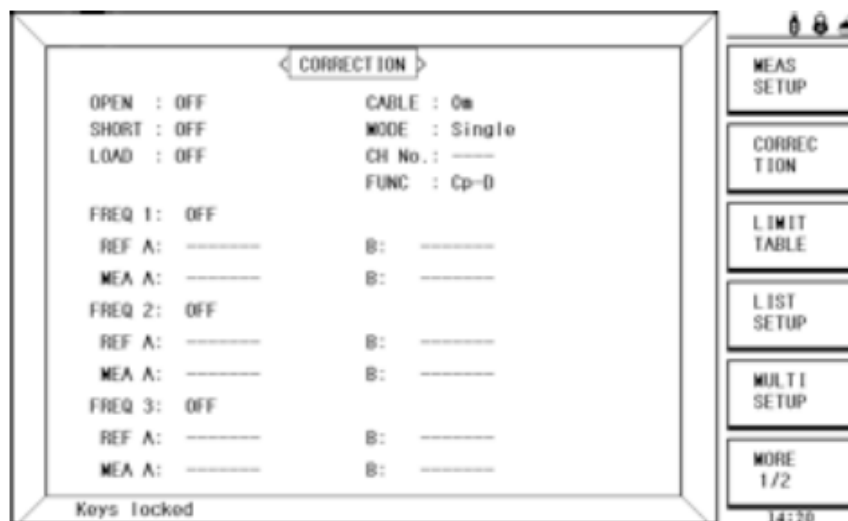 CORRECTION
OPEN : OFF CABLE : 0m
SHORT : OFF MODE : Single
LOAD : OFF CH No.: ----
FUNC : Cp-D
FREQ 1: OFF
REF A: ------- B: -------
MEA A: ------- B: -------
FREQ 2: OFF
REF A: ------- B: -------
MEA A: ------- B: -------
FREQ 3: OFF
REF A: ------- B: -------
MEA A: ------- B: -------
Keys locked
MEAS
SETUP
CORREC
TION
LIMIT
TABLE
LIST
SETUP
MULTI
SETUP
MORE
1/2
14:20